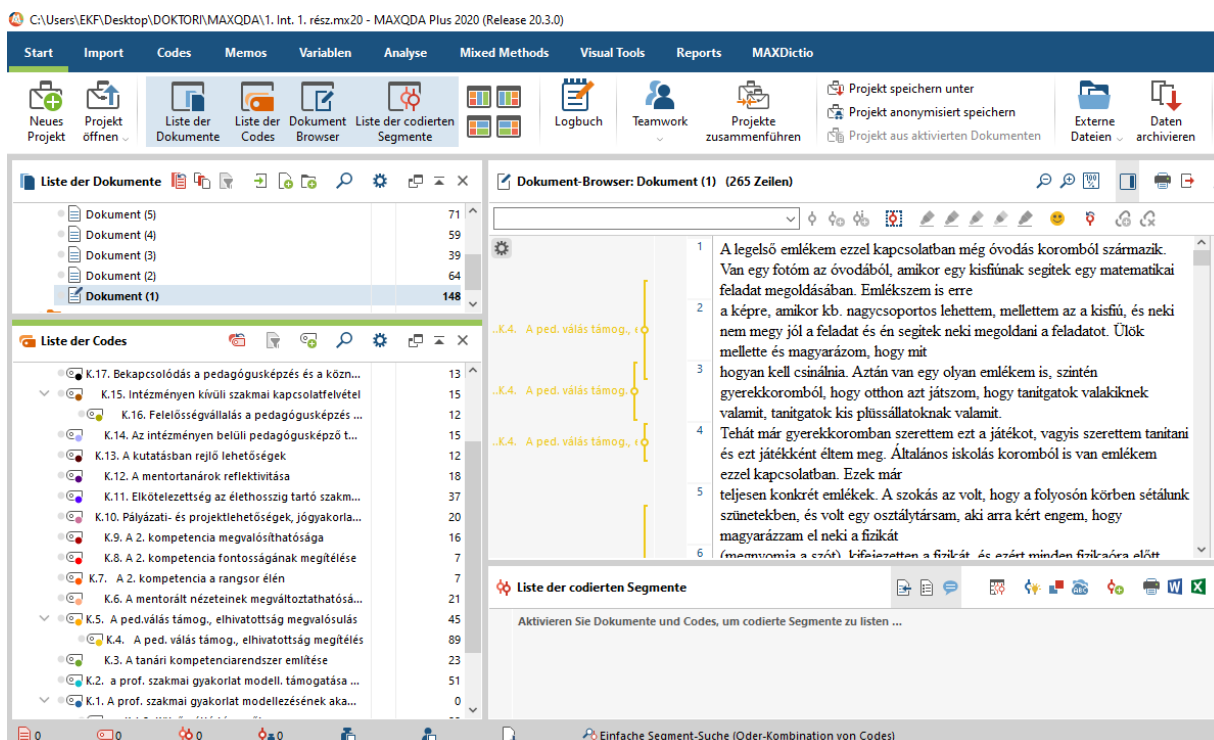 C:\Users\EKF\Desktop\DOKTORI\MAXQDA\1. Int. 1. rész.mx20 - MAXQDA Plus 2020 (Release 20.3.0)
Start Import Codes Memos Variablen Analyse Mixed Methods Visual Tools Reports MAXDictio
Neues Projekt
Projekt öffnen
Liste der Dokumente
Liste der Codes
Dokument Browser
Liste der codierten Segmente
Logbuch
Teamwork
Projekte zusammenführen
Projekt speichern unter
Projekt anonymisiert speichern
Projekt aus aktivierten Dokumenten
Externe Dateien
Daten archivieren
Liste der Dokumente
Dokument (5) 71
Dokument (4) 59
Dokument (3) 39
Dokument (2) 64
Dokument (1) 148
Liste der Codes
K.17. Bekapcsolódás a pedagógusképzés és a közn... 13
K.15. Intézményen kívüli szakmai kapcsolatfelvétel 15
K.16. Felelősségvállalás a pedagógusképzés ... 12
K.14. Az intézményen belüli pedagógusképző t... 15
K.13. A kutatásban rejlő lehetőségek 12
K.12. A mentortanárok reflektivitása 18
K.11. Elkötelezettség az élethosszig tartó szakm... 37
K.10. Pályázati- és projektlehetőségek, jógyakorla... 20
K.9. A 2. kompetencia megvalósíthatósága 16
K.8. A 2. kompetencia fontosságának megítélése 7
K.7. A 2. kompetencia a rangsor élén 7
K.6. A mentorált nézeteinek megváltoztathatósá... 21
K.5. A ped.válás támog., elhivatottság megvalósulás 45
K.4. A ped. válás támog., elhivatottság megítélés 89
K.3. A tanári kompetenciarendszer említése 23
K.2. a prof. szakmai gyakorlat modell. támogatása ... 51
K.1. A prof. szakmai gyakorlat modellezésének aka... 0
Dokument-Browser: Dokument (1) (265 Zeilen)
..K.4. A ped. válás támog., e
..K.4. A ped. válás támog.
..K.4. A ped. válás támog., e
1 A legelső emlékem ezzel kapcsolatban még óvodás koromból származik.
Van egy fotóm az óvodából, amikor egy kisfiúnak segítek egy matematikai
feladat megoldásában. Emlékszem is erre
2 a képre, amikor kb. nagycsoportos lehettem, mellettem az a kisfiú, és neki
nem megy jól a feladat és én segitek neki megoldani a feladatot. Ülök
mellette és magyarázom, hogy mit
3 hogyan kell csinálnia. Aztán van egy olyan emlékem is, szintén
gyerekkoromból, hogy otthon azt játszom, hogy tanítgatok valakiknek
valamit, tanítgatok kis plüssállatoknak valamit.
4 Tehát már gyerekkoromban szerettem ezt a játékot, vagyis szerettem tanítani
és ezt játékként éltem meg. Általános iskolás koromból is van emlékem
ezzel kapcsolatban. Ezek már
5 teljesen konkrét emlékek. A szokás az volt, hogy a folyosón körben sétálunk
szünetekben, és volt egy osztálytársam, aki arra kért engem, hogy
magyarázzam el neki a fizikát
6 (megnyomja a szót), kifejezetten a fizikát, és ezért minden fizikaóra előtt
Liste der codierten Segmente
Aktivieren Sie Dokumente und Codes, um codierte Segmente zu listen ...
0 0 0 0 Einfache Segment-Suche (Oder-Kombination von Codes)